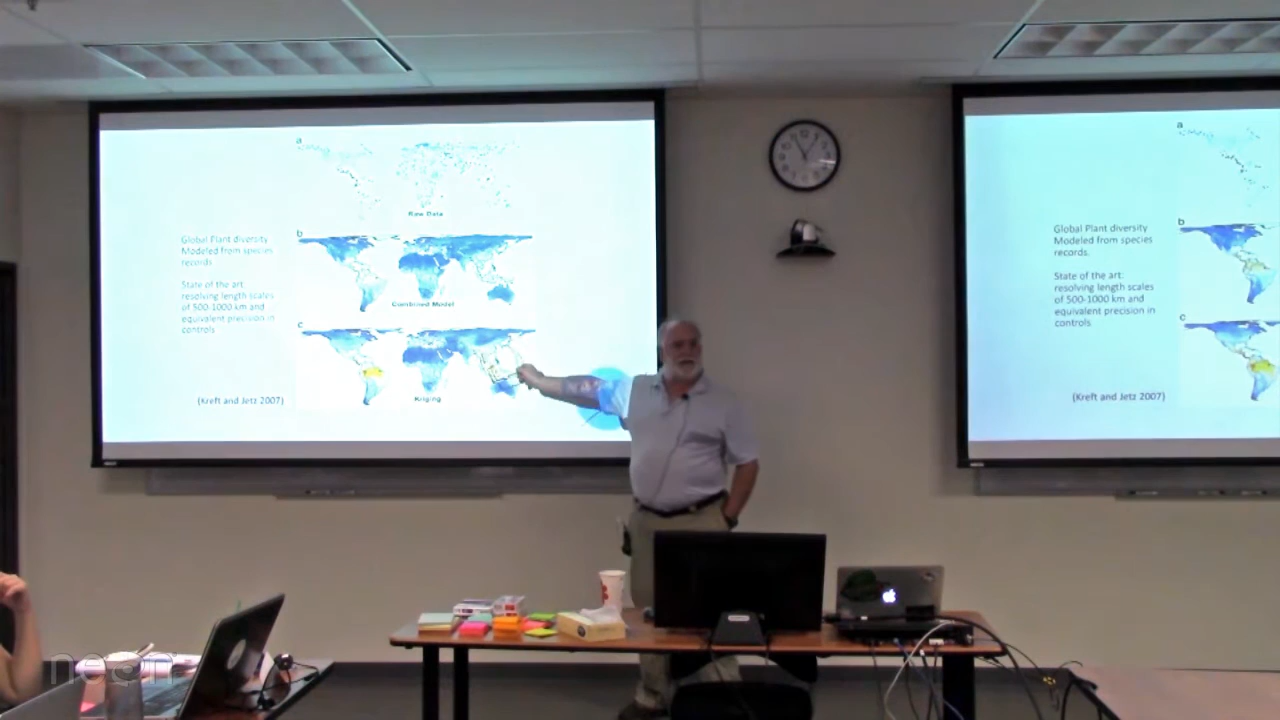 a
Raw Data
b
Global Plant diversity
Modeled from species
records
State of the art
resolving length scales
of 500-1000 km and
equivalent precision in
controls
Combined Model
c
Kriging
(Kreft and Jetz 2007)
a
b
Global Plant diversity
Modeled from species
records.
State of the art:
resolving length scales
of 500-1000 km and
equivalent precision in
controls
c
(Kreft and Jetz 2007)
neon